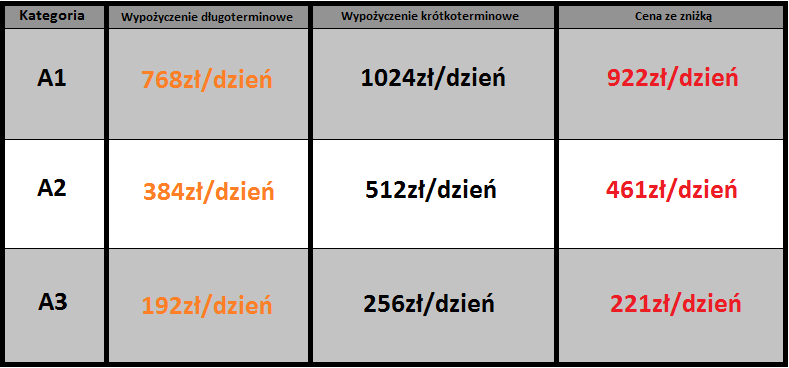 Kategoria Wypożyczenie długoterminowe Wypożyczenie krótkoterminowe Cena ze zniżką
A1 768zł/dzień 1024zł/dzień 922zł/dzień
A2 384zł/dzień 512zł/dzień 461zł/dzień
A3 192zł/dzień 256zł/dzień 221zł/dzień